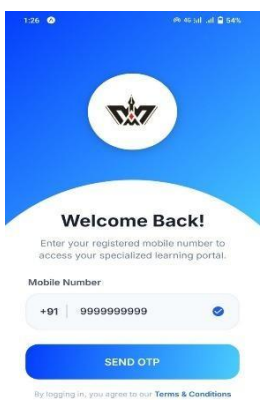 1:26
4G 54%
Welcome Back!
Enter your registered mobile number to
access your specialized learning portal.
Mobile Number
+91 9999999999
SEND OTP
By logging in, you agree to our Terms & Conditions